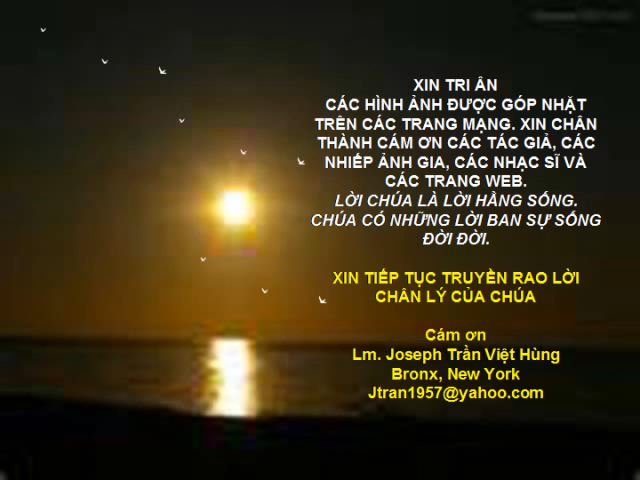 XIN TRI ÂN
CÁC HÌNH ẢNH ĐƯỢC GÓP NHẶT
TRÊN CÁC TRANG MẠNG. XIN CHÂN
THÀNH CÁM ƠN CÁC TÁC GIẢ, CÁC
NHIẾP ẢNH GIA, CÁC NHẠC SĨ VÀ
CÁC TRANG WEB.
LỜI CHÚA LÀ LỜI HẰNG SỐNG.
CHÚA CÓ NHỮNG LỜI BAN SỰ SỐNG
ĐỜI ĐỜI.
XIN TIẾP TỤC TRUYỀN RAO LỜI
CHÂN LÝ CỦA CHÚA
Cám ơn
Lm. Joseph Trần Việt Hùng
Bronx, New York
Jtran1957@yahoo.com